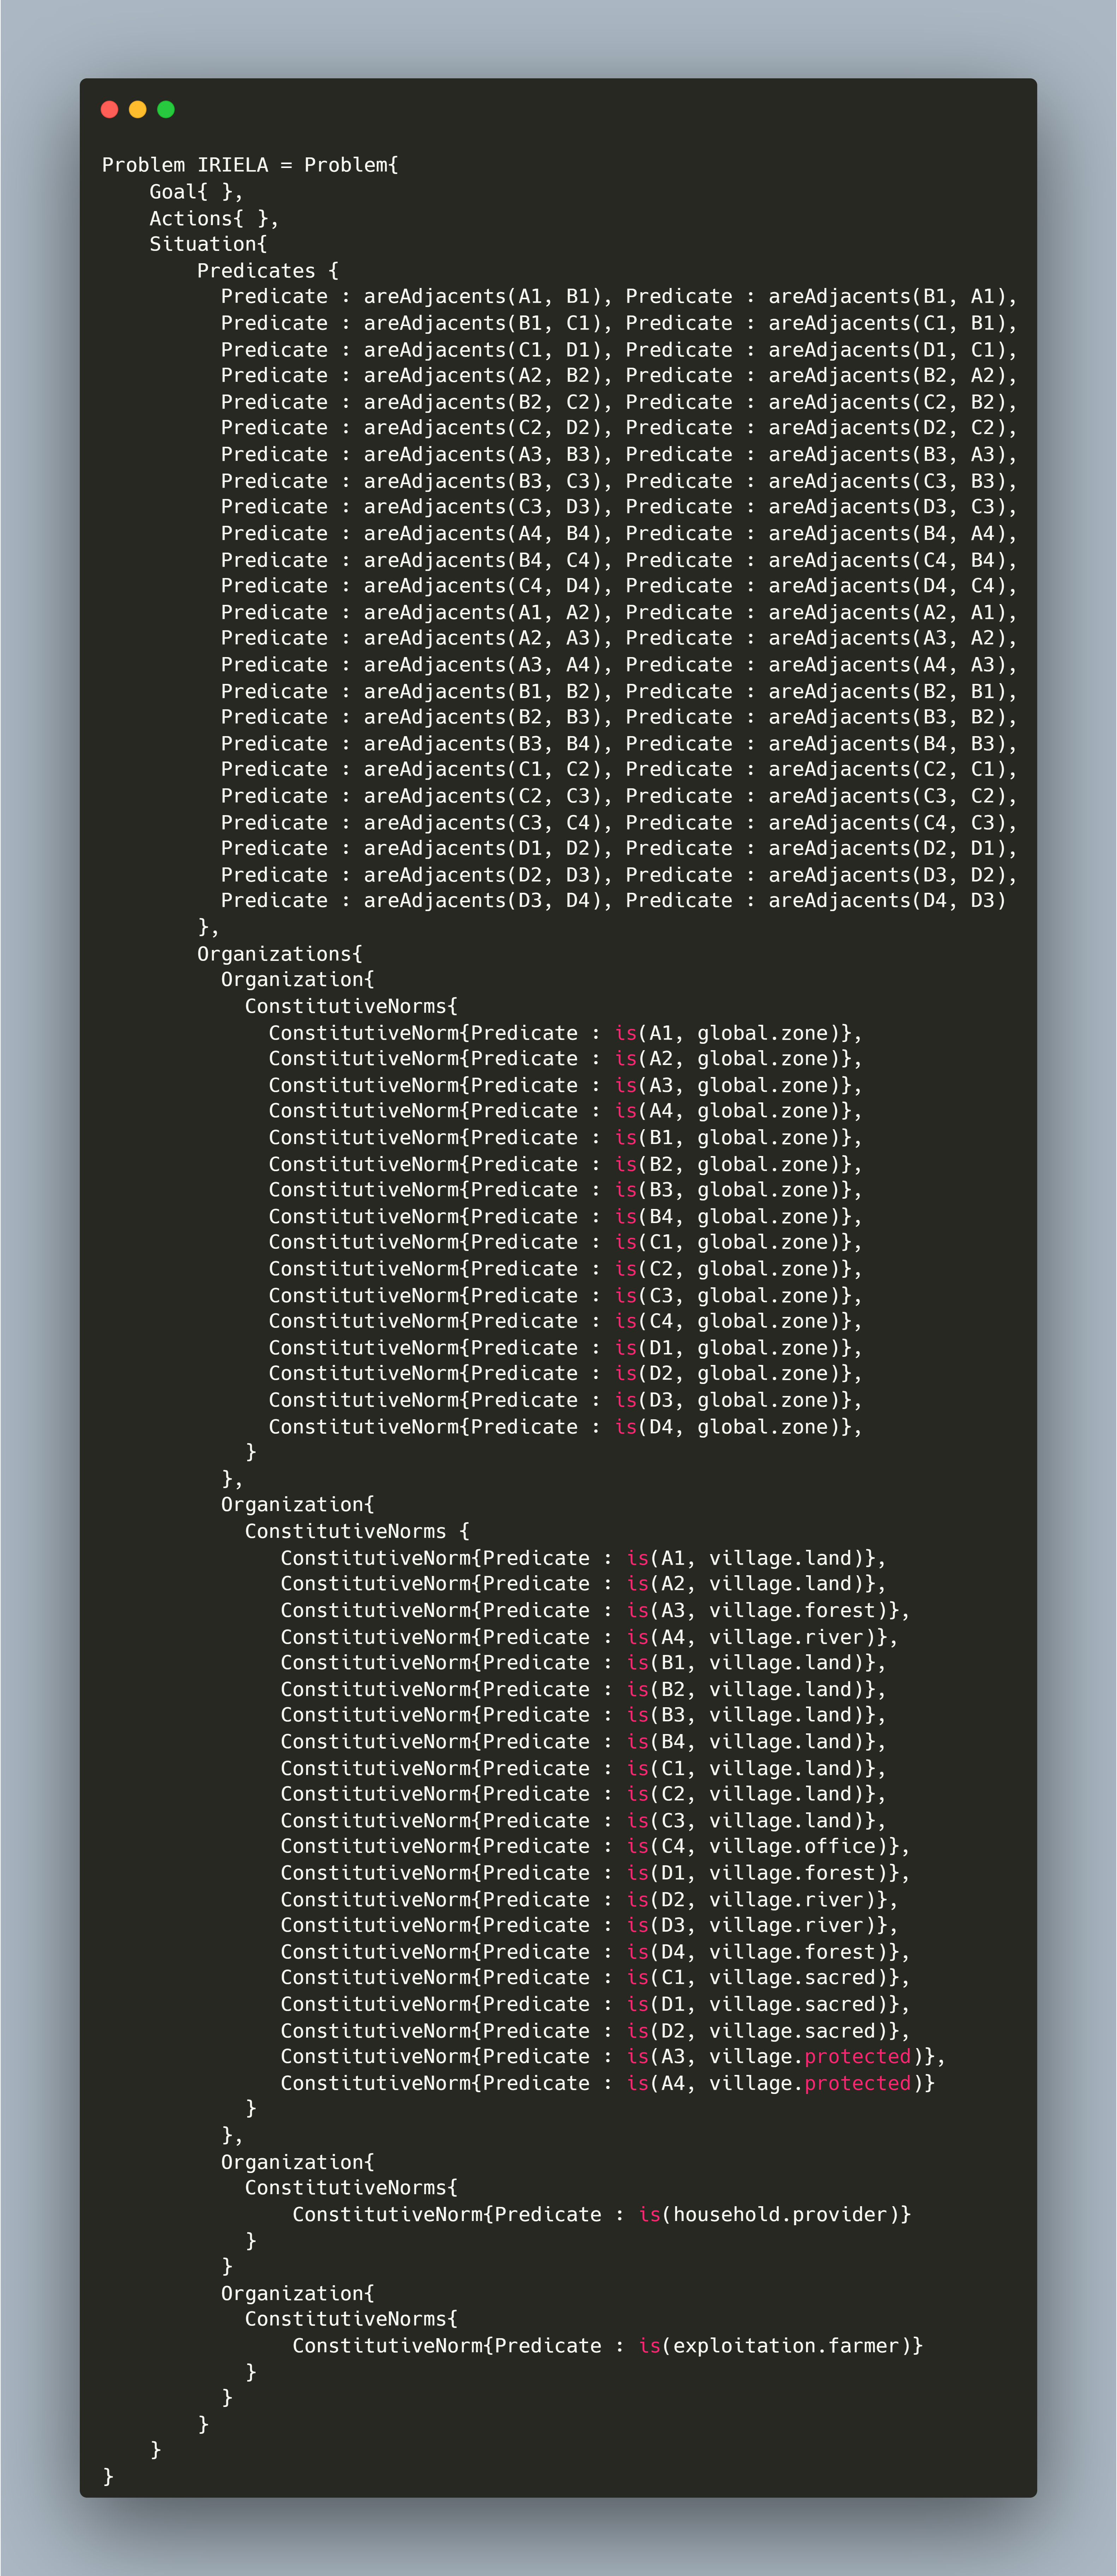 Problem IRIELA = Problem{
    Goal{ },
    Actions{ },
    Situation{
        Predicates {
          Predicate : areAdjacents(A1, B1), Predicate : areAdjacents(B1, A1),
          Predicate : areAdjacents(B1, C1), Predicate : areAdjacents(C1, B1),
          Predicate : areAdjacents(C1, D1), Predicate : areAdjacents(D1, C1),
          Predicate : areAdjacents(A2, B2), Predicate : areAdjacents(B2, A2),
          Predicate : areAdjacents(B2, C2), Predicate : areAdjacents(C2, B2),
          Predicate : areAdjacents(C2, D2), Predicate : areAdjacents(D2, C2),
          Predicate : areAdjacents(A3, B3), Predicate : areAdjacents(B3, A3),
          Predicate : areAdjacents(B3, C3), Predicate : areAdjacents(C3, B3),
          Predicate : areAdjacents(C3, D3), Predicate : areAdjacents(D3, C3),
          Predicate : areAdjacents(A4, B4), Predicate : areAdjacents(B4, A4),
          Predicate : areAdjacents(B4, C4), Predicate : areAdjacents(C4, B4),
          Predicate : areAdjacents(C4, D4), Predicate : areAdjacents(D4, C4),
          Predicate : areAdjacents(A1, A2), Predicate : areAdjacents(A2, A1),
          Predicate : areAdjacents(A2, A3), Predicate : areAdjacents(A3, A2),
          Predicate : areAdjacents(A3, A4), Predicate : areAdjacents(A4, A3),
          Predicate : areAdjacents(B1, B2), Predicate : areAdjacents(B2, B1),
          Predicate : areAdjacents(B2, B3), Predicate : areAdjacents(B3, B2),
          Predicate : areAdjacents(B3, B4), Predicate : areAdjacents(B4, B3),
          Predicate : areAdjacents(C1, C2), Predicate : areAdjacents(C2, C1),
          Predicate : areAdjacents(C2, C3), Predicate : areAdjacents(C3, C2),
          Predicate : areAdjacents(C3, C4), Predicate : areAdjacents(C4, C3),
          Predicate : areAdjacents(D1, D2), Predicate : areAdjacents(D2, D1),
          Predicate : areAdjacents(D2, D3), Predicate : areAdjacents(D3, D2),
          Predicate : areAdjacents(D3, D4), Predicate : areAdjacents(D4, D3)
        },
        Organizations{
          Organization{
            ConstitutiveNorms{
              ConstitutiveNorm{Predicate : is(A1, global.zone)},
              ConstitutiveNorm{Predicate : is(A2, global.zone)},
              ConstitutiveNorm{Predicate : is(A3, global.zone)},
              ConstitutiveNorm{Predicate : is(A4, global.zone)},
              ConstitutiveNorm{Predicate : is(B1, global.zone)},
              ConstitutiveNorm{Predicate : is(B2, global.zone)},
              ConstitutiveNorm{Predicate : is(B3, global.zone)},
              ConstitutiveNorm{Predicate : is(B4, global.zone)},
              ConstitutiveNorm{Predicate : is(C1, global.zone)},
              ConstitutiveNorm{Predicate : is(C2, global.zone)},
              ConstitutiveNorm{Predicate : is(C3, global.zone)},
              ConstitutiveNorm{Predicate : is(C4, global.zone)},
              ConstitutiveNorm{Predicate : is(D1, global.zone)},
              ConstitutiveNorm{Predicate : is(D2, global.zone)},
              ConstitutiveNorm{Predicate : is(D3, global.zone)},
              ConstitutiveNorm{Predicate : is(D4, global.zone)},
            }
          },
          Organization{
            ConstitutiveNorms {
               ConstitutiveNorm{Predicate : is(A1, village.land)},
               ConstitutiveNorm{Predicate : is(A2, village.land)},
               ConstitutiveNorm{Predicate : is(A3, village.forest)},
               ConstitutiveNorm{Predicate : is(A4, village.river)},
               ConstitutiveNorm{Predicate : is(B1, village.land)},
               ConstitutiveNorm{Predicate : is(B2, village.land)},
               ConstitutiveNorm{Predicate : is(B3, village.land)},
               ConstitutiveNorm{Predicate : is(B4, village.land)},
               ConstitutiveNorm{Predicate : is(C1, village.land)},
               ConstitutiveNorm{Predicate : is(C2, village.land)},
               ConstitutiveNorm{Predicate : is(C3, village.land)},
               ConstitutiveNorm{Predicate : is(C4, village.office)},
               ConstitutiveNorm{Predicate : is(D1, village.forest)},
               ConstitutiveNorm{Predicate : is(D2, village.river)},
               ConstitutiveNorm{Predicate : is(D3, village.river)},
               ConstitutiveNorm{Predicate : is(D4, village.forest)},
               ConstitutiveNorm{Predicate : is(C1, village.sacred)},
               ConstitutiveNorm{Predicate : is(D1, village.sacred)},
               ConstitutiveNorm{Predicate : is(D2, village.sacred)},
               ConstitutiveNorm{Predicate : is(A3, village.protected)},
               ConstitutiveNorm{Predicate : is(A4, village.protected)}
            }
          },
          Organization{
            ConstitutiveNorms{
                ConstitutiveNorm{Predicate : is(household.provider)}
            }
          }
          Organization{
            ConstitutiveNorms{
                ConstitutiveNorm{Predicate : is(exploitation.farmer)}
            }
          }
        }
    }
}